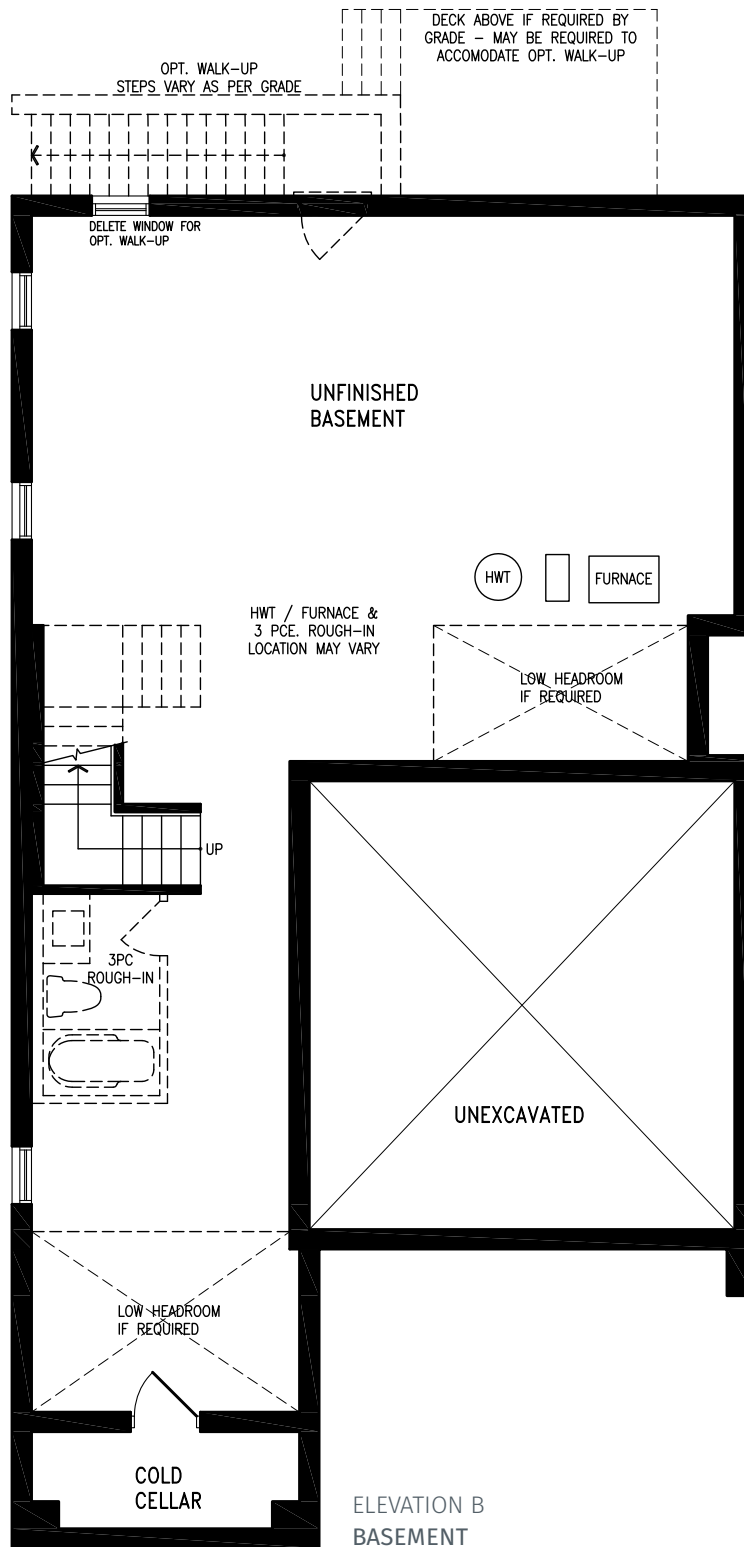 DECK ABOVE IF REQUIRED BY
GRADE – MAY BE REQUIRED TO
ACCOMODATE OPT. WALK-UP
OPT. WALK-UP
STEPS VARY AS PER GRADE
DELETE WINDOW FOR
OPT. WALK-UP
UNFINISHED
BASEMENT
HWT
FURNACE
HWT / FURNACE &
3 PCE. ROUGH-IN
LOCATION MAY VARY
LOW HEADROOM
IF REQUIRED
UP
3PC
ROUGH-IN
UNEXCAVATED
LOW HEADROOM
IF REQUIRED
COLD
CELLAR
ELEVATION B
BASEMENT